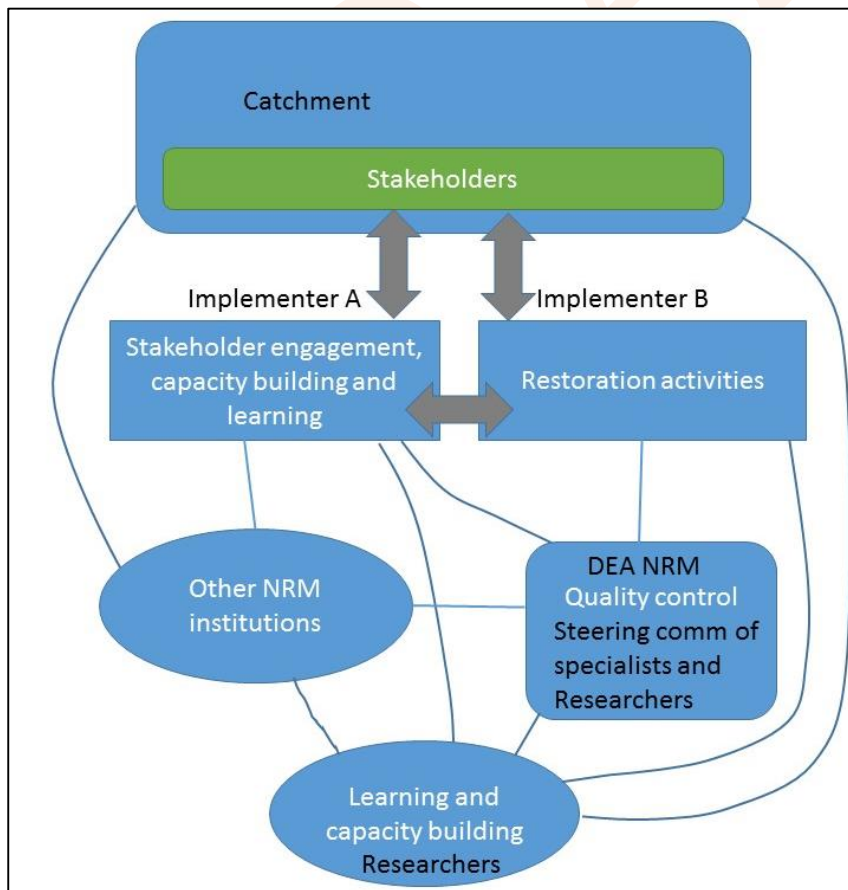 Catchment
Stakeholders
Implementer A
Implementer B
Stakeholder engagement,
capacity building and
learning
Restoration activities
Other NRM
institutions
DEA NRM
Quality control
Steering comm of
specialists and
Researchers
Learning and
capacity building
Researchers